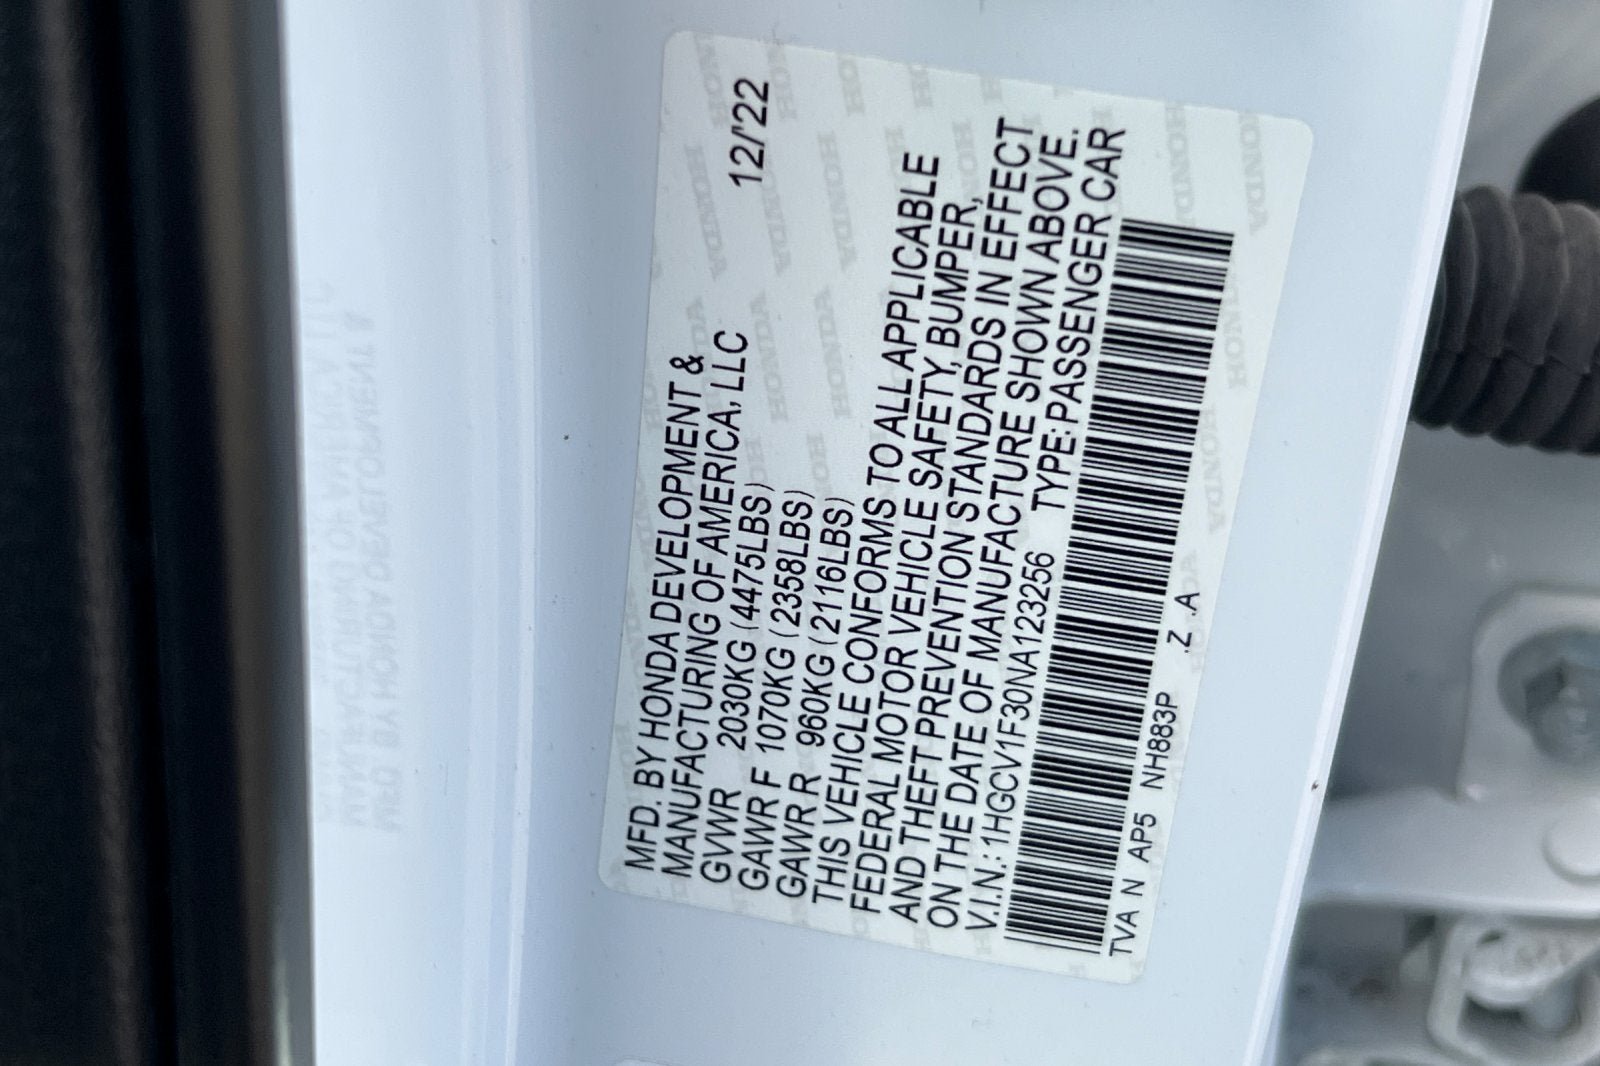 12/'22
MFD. BY HONDA DEVELOPMENT &
MANUFACTURING OF AMERICA, LLC
GVWR 2030KG (4475LBS)
GAWR F 1070KG (2358LBS)
GAWR R 960KG (2116LBS)
THIS VEHICLE CONFORMS TO ALL APPLICABLE
FEDERAL MOTOR VEHICLE SAFETY, BUMPER,
AND THEFT PREVENTION STANDARDS IN EFFECT
ON THE DATE OF MANUFACTURE SHOWN ABOVE.
V.I.N.: 1HGCV1F30NA123256 TYPE: PASSENGER CAR
TVA N AP5 NH883P .Z .A